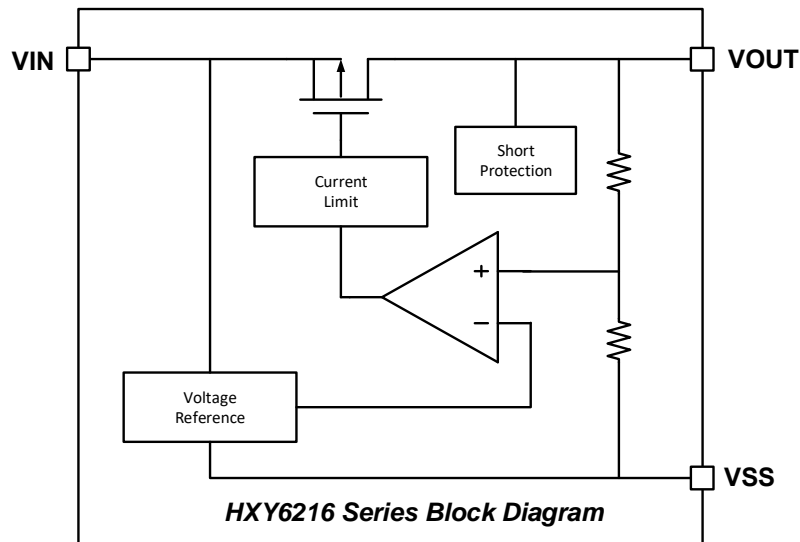 VIN
VOUT
Short
Protection
Current
Limit
+
−
Voltage
Reference
VSS
HXY6216 Series Block Diagram